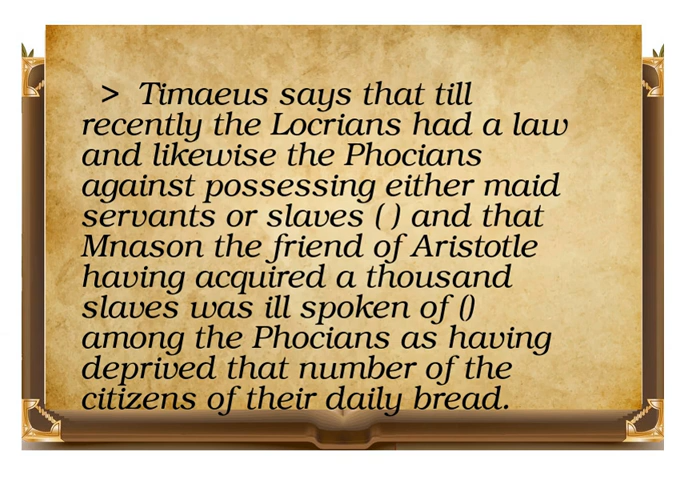 > Timaeus says that till
recently the Locrians had a law
and likewise the Phocians
against possessing either maid
servants or slaves ( ) and that
Mnason the friend of Aristotle
having acquired a thousand
slaves was ill spoken of ()
among the Phocians as having
deprived that number of the
citizens of their daily bread.